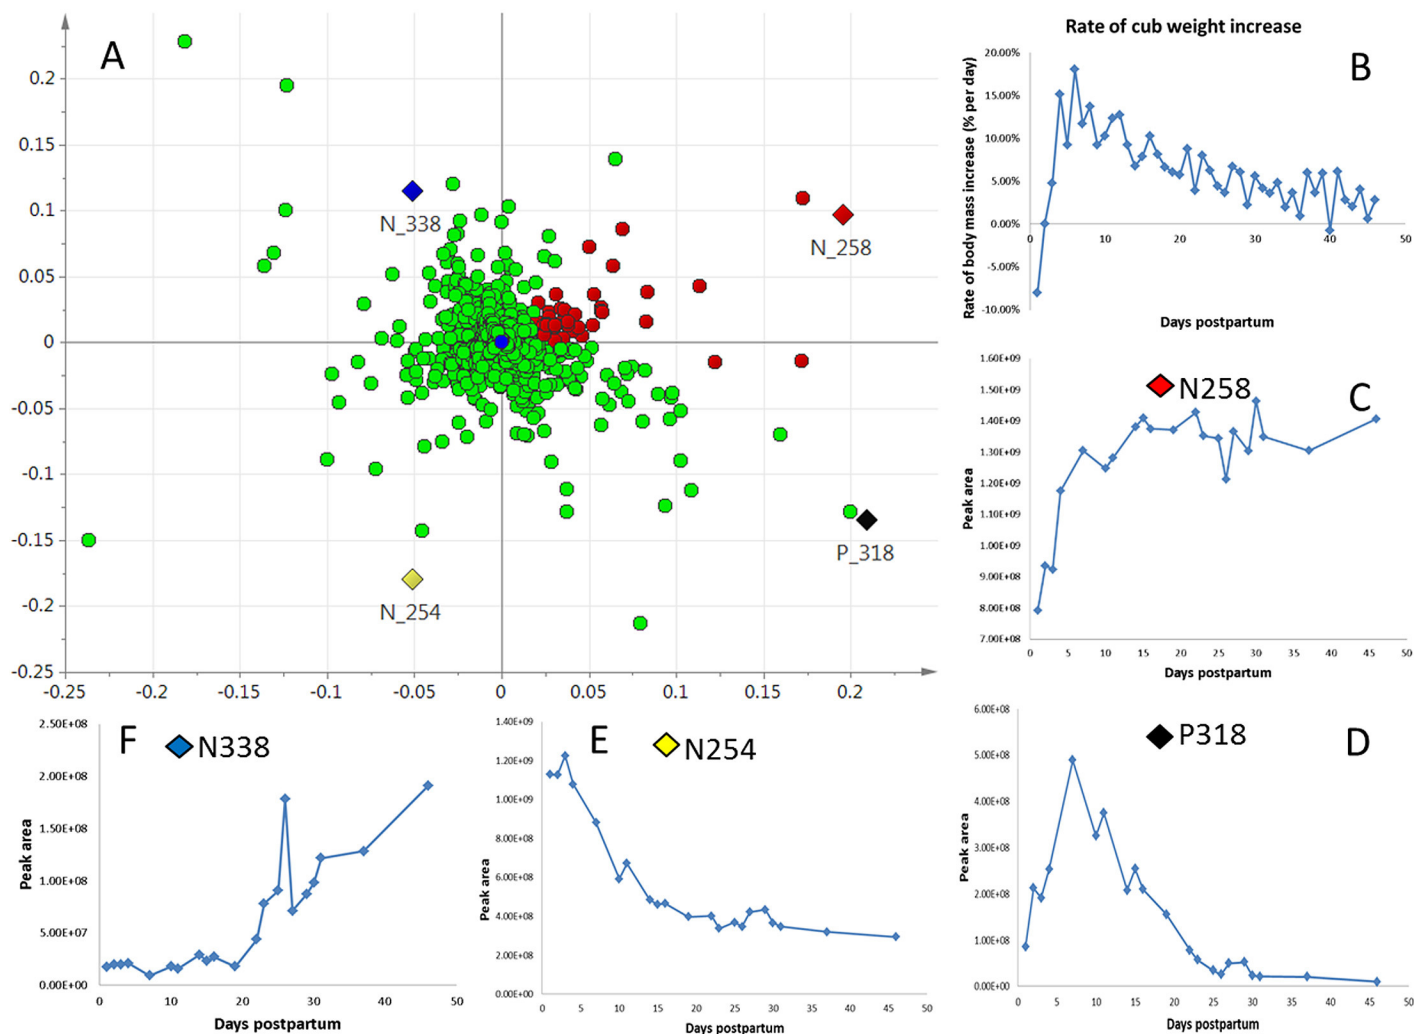 A
0.2
0.15
0.1
0.05
0
-0.05
-0.1
-0.15
-0.2
-0.25
-0.25
-0.2
-0.15
-0.1
-0.05
0
0.05
0.1
0.15
0.2
N_338
N_258
P_318
N_254
Rate of cub weight increase
B
Rate of body mass increase (% per day)
20.00%
15.00%
10.00%
5.00%
0.00%
-5.00%
-10.00%
0
10
20
30
40
50
Days postpartum
N258
C
Peak area
1.60E+09
1.50E+09
1.40E+09
1.30E+09
1.20E+09
1.10E+09
1.00E+09
9.00E+08
8.00E+08
7.00E+08
0
5
10
15
20
25
30
35
40
45
50
Days postpartum
F
N338
Peak area
2.50E+08
2.00E+08
1.50E+08
1.00E+08
5.00E+07
0.00E+00
0
10
20
30
40
50
Days postpartum
E
N254
Peak area
1.40E+09
1.20E+09
1.00E+09
8.00E+08
6.00E+08
4.00E+08
2.00E+08
0.00E+00
0
5
10
15
20
25
30
35
40
45
50
Days postpartum
P318
D
Peak area
6.00E+08
5.00E+08
4.00E+08
3.00E+08
2.00E+08
1.00E+08
0.00E+00
0
5
10
15
20
25
30
35
40
45
50
Days postpartum